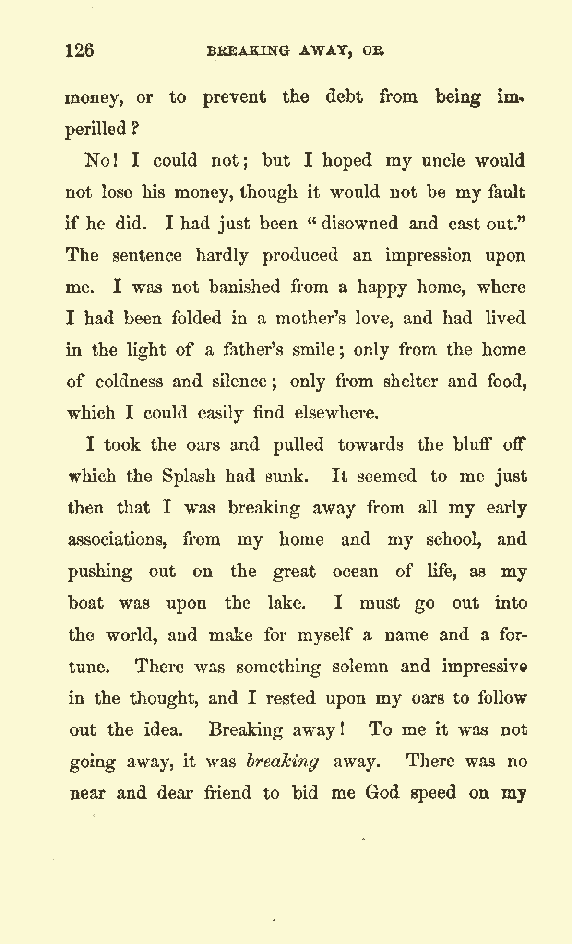 126 BREAKING AWAY, OR
money, or to prevent the debt from being im-
perilled?
No! I could not; but I hoped my uncle would
not lose his money, though it would not be my fault
if he did. I had just been "disowned and cast out."
The sentence hardly produced an impression upon
me. I was not banished from a happy home, where
I had been folded in a mother's love, and had lived
in the light of a father's smile; only from the home
of coldness and silence; only from shelter and food,
which I could easily find elsewhere.
I took the oars and pulled towards the bluff off
which the Splash had sunk. It seemed to me just
then that I was breaking away from all my early
associations, from my home and my school, and
pushing out on the great ocean of life, as my
boat was upon the lake. I must go out into
the world, and make for myself a name and a for-
tune. There was something solemn and impressive
in the thought, and I rested upon my oars to follow
out the idea. Breaking away! To me it was not
going away, it was breaking away. There was no
near and dear friend to bid me God speed on my